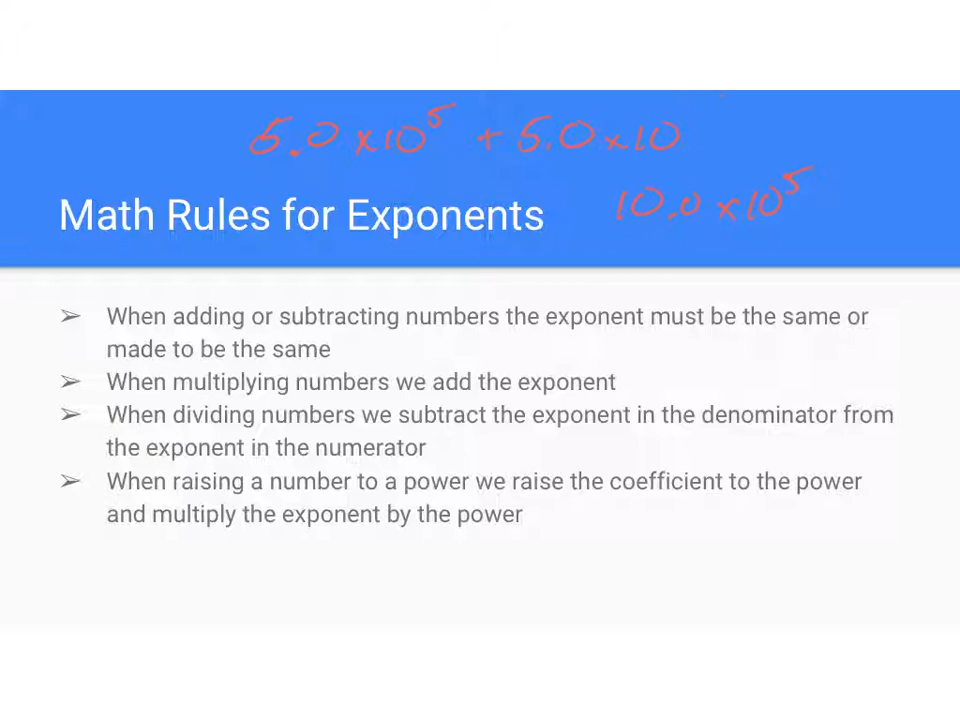 5.0 x10⁵ + 5.0 x10
10.0 x10⁵
Math Rules for Exponents
➢ When adding or subtracting numbers the exponent must be the same or
made to be the same
➢ When multiplying numbers we add the exponent
➢ When dividing numbers we subtract the exponent in the denominator from
the exponent in the numerator
➢ When raising a number to a power we raise the coefficient to the power
and multiply the exponent by the power